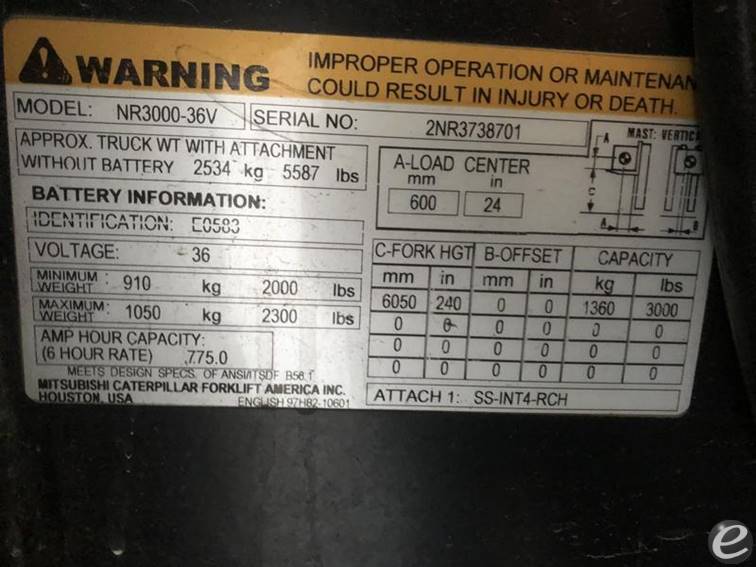 WARNING
IMPROPER OPERATION OR MAINTENAN
COULD RESULT IN INJURY OR DEATH.
MODEL: NR3000-36V
SERIAL NO: 2NR3738701
APPROX. TRUCK WT WITH ATTACHMENT
WITHOUT BATTERY 2534 kg 5587 lbs
BATTERY INFORMATION:
IDENTIFICATION: E0583
VOLTAGE: 36
MINIMUM
WEIGHT 910 kg 2000 lbs
MAXIMUM
WEIGHT 1050 kg 2300 lbs
AMP HOUR CAPACITY:
(6 HOUR RATE) 775.0
MEETS DESIGN SPECS. OF ANSI/ITSDF B56.1
MITSUBISHI CATERPILLAR FORKLIFT AMERICA INC.
HOUSTON, USA ENGLISH 97H82-10601
A-LOAD CENTER
mm in
600 24
MAST: VERTICA
A
C
A B
C-FORK HGT B-OFFSET CAPACITY
mm in mm in kg lbs
6050 240 0 0 1360 3000
0 0 0 0 0 0
0 0 0 0 0 0
0 0 0 0 0 0
ATTACH 1: SS-INT4-RCH
e